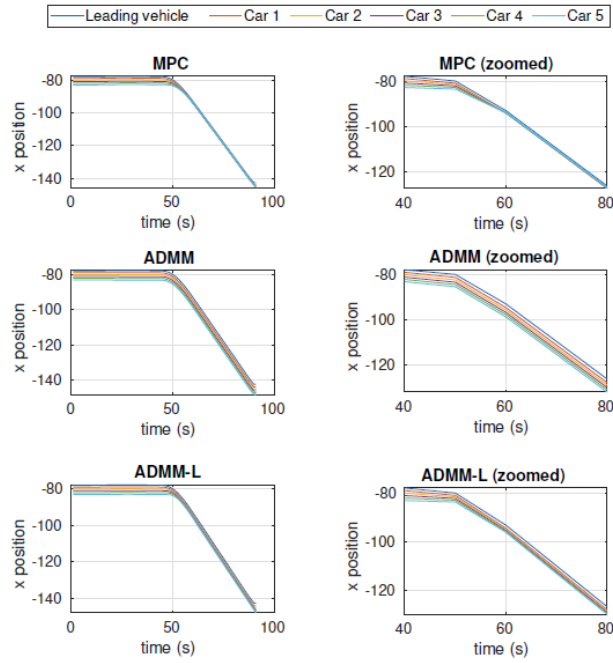 Leading vehicle Car 1 Car 2 Car 3 Car 4 Car 5
MPC
MPC (zoomed)
x position
-80
-100
-120
-140
0 50 100
time (s)
x position
-80
-100
-120
40 60 80
time (s)
ADMM
ADMM (zoomed)
x position
-80
-100
-120
-140
0 50 100
time (s)
x position
-80
-100
-120
40 60 80
time (s)
ADMM-L
ADMM-L (zoomed)
x position
-80
-100
-120
-140
0 50 100
time (s)
x position
-80
-100
-120
40 60 80
time (s)